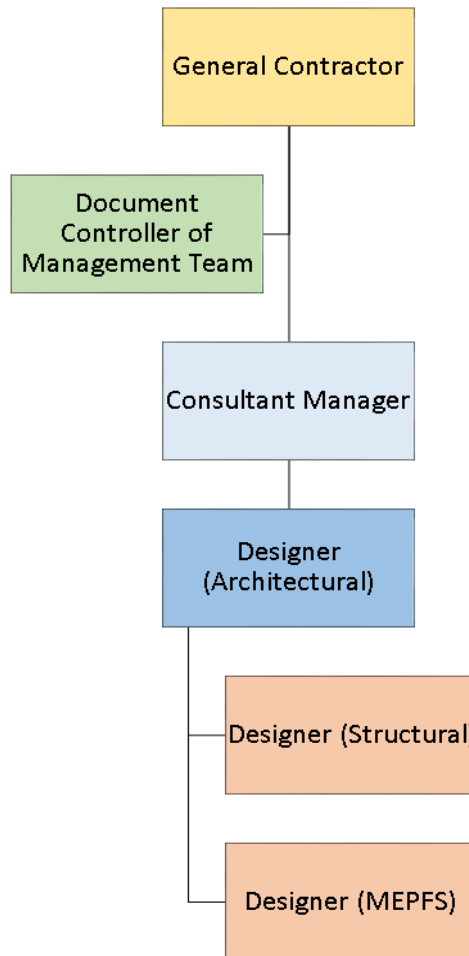 General Contractor
Document
Controller of
Management Team
Consultant Manager
Designer
(Architectural)
Designer (Structural)
Designer (MEPFS)